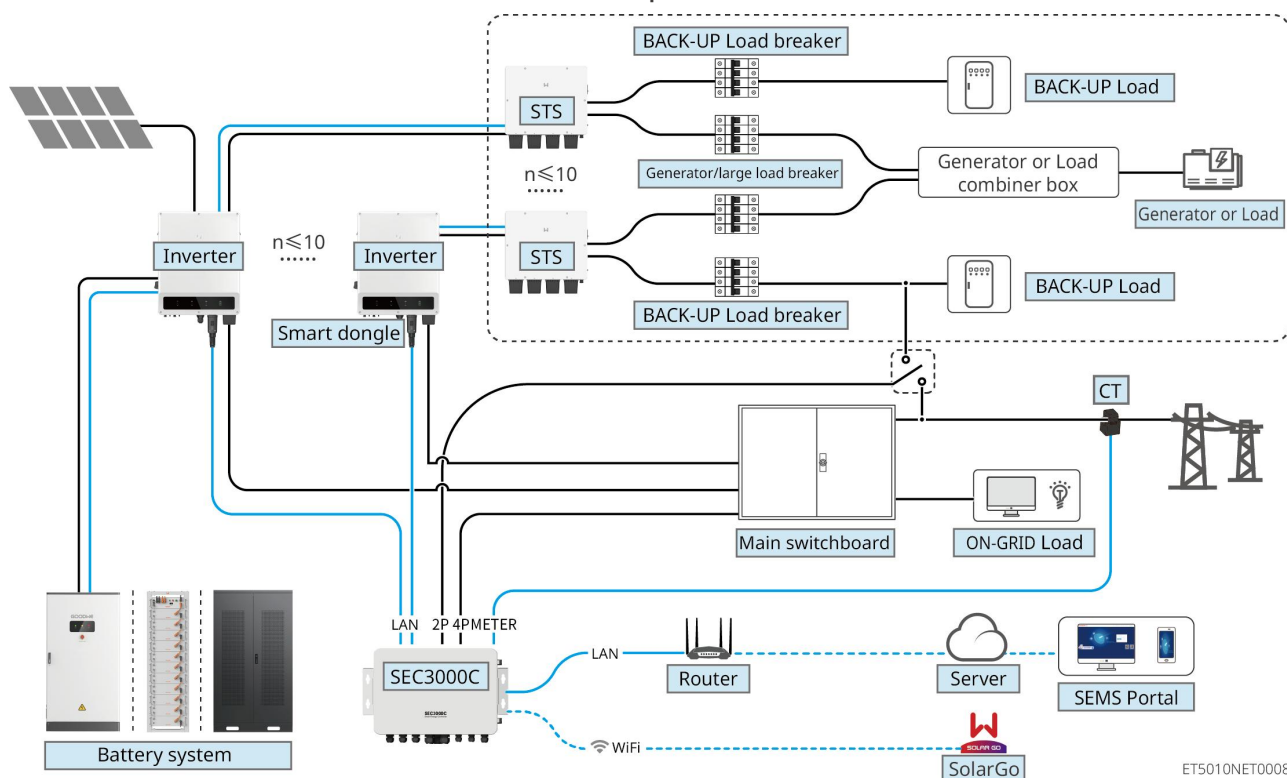 BACK-UP Load breaker
STS
BACK-UP Load
n≤10
Generator/large load breaker
Generator or Load
combiner box
Generator or Load
Inverter
n≤10
Inverter
STS
BACK-UP Load
BACK-UP Load breaker
Smart dongle
CT
Main switchboard
ON-GRID Load
LAN
2P
4P
METER
GOODWE
SEC3000C
SEC3000C
LAN
Router
Server
SEMS Portal
WiFi
SOLAR GO
SolarGo
Battery system
ET5010NET0008